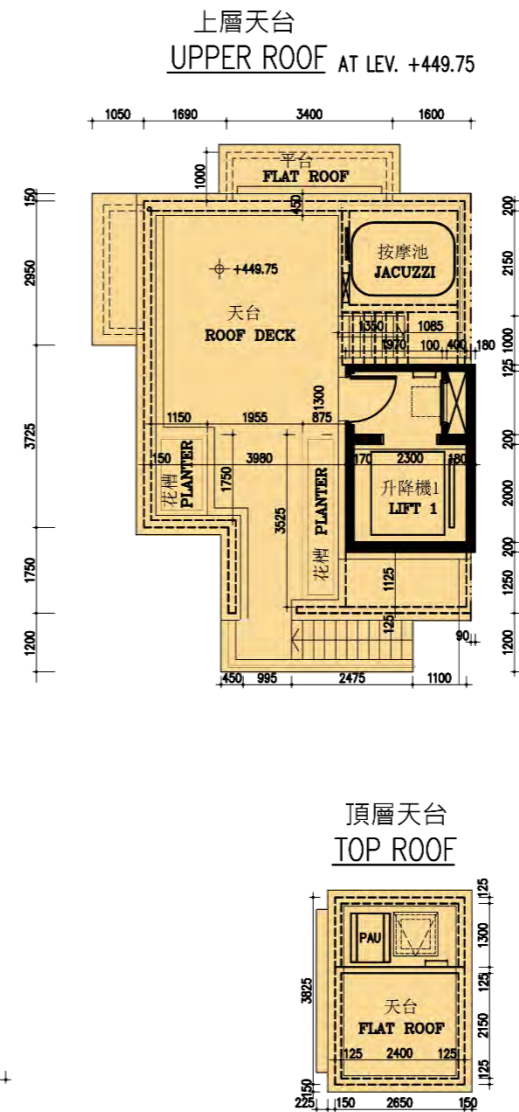 上層天台
UPPER ROOF AT LEV. +449.75
1050 1690 3400 1600
平台
FLAT ROOF
1000
450
150
2950
3725
1750
1200
200
2150
1000
125
200
2000
200
1250
1200
按摩池
JACUZZI
+449.75
天台
ROOF DECK
1350 1085
1970 100 400 180
1300
1150 1955 875
150 3980 170 2300 180
花槽
PLANTER
1750
3525
花槽
PLANTER
升降機1
LIFT 1
1125
125
90
450 995 2475 1100
頂層天台
TOP ROOF
125
1300
125
2150
125
3825
150
PAU
天台
FLAT ROOF
125 2400 125
225 150 2650 150